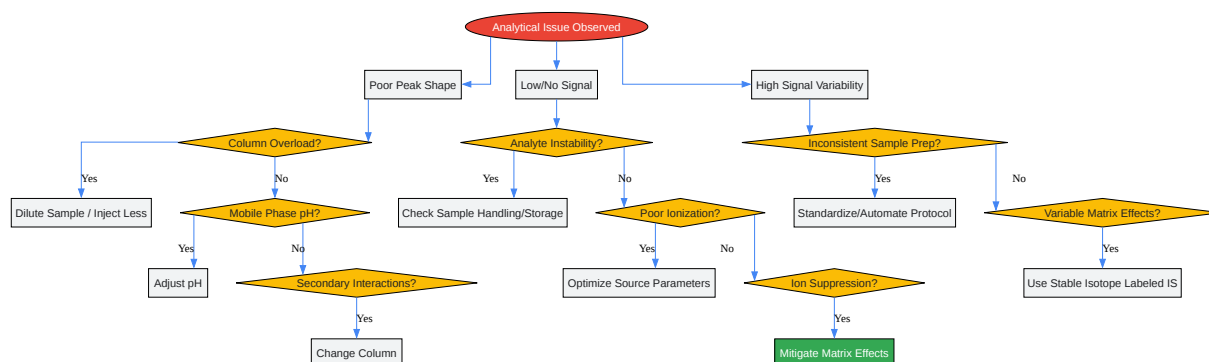 Analytical Issue Observed
Poor Peak Shape
Low/No Signal
High Signal Variability
Column Overload?
Analyte Instability?
Inconsistent Sample Prep?
Yes
No
Yes
No
Yes
No
Dilute Sample / Inject Less
Mobile Phase pH?
Check Sample Handling/Storage
Poor Ionization?
Standardize/Automate Protocol
Variable Matrix Effects?
Yes
No
Yes
No
Yes
Adjust pH
Secondary Interactions?
Optimize Source Parameters
Ion Suppression?
Use Stable Isotope Labeled IS
Yes
Yes
Change Column
Mitigate Matrix Effects